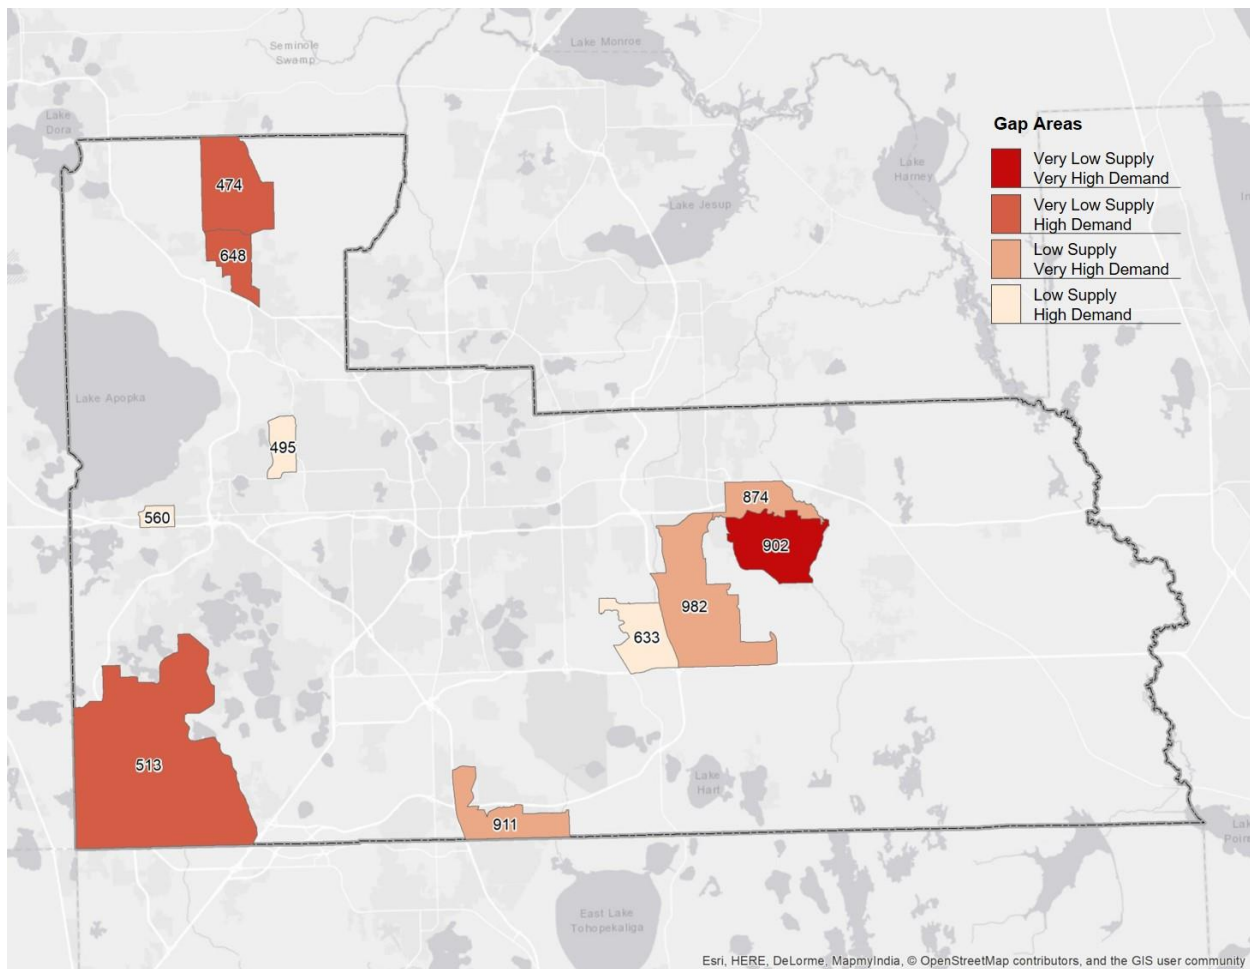 Seminole
Swamp
Lake Monroe
Lake
Dora
Gap Areas
Very Low Supply
Very High Demand
Very Low Supply
High Demand
Low Supply
Very High Demand
Low Supply
High Demand
Lake
Harney
Lake Jesup
474
648
Lake Apopka
495
560
874
902
982
633
513
911
Lake
Hart
East Lake
Tohopekaliga
Esri, HERE, DeLorme, MapmyIndia, © OpenStreetMap contributors, and the GIS user community